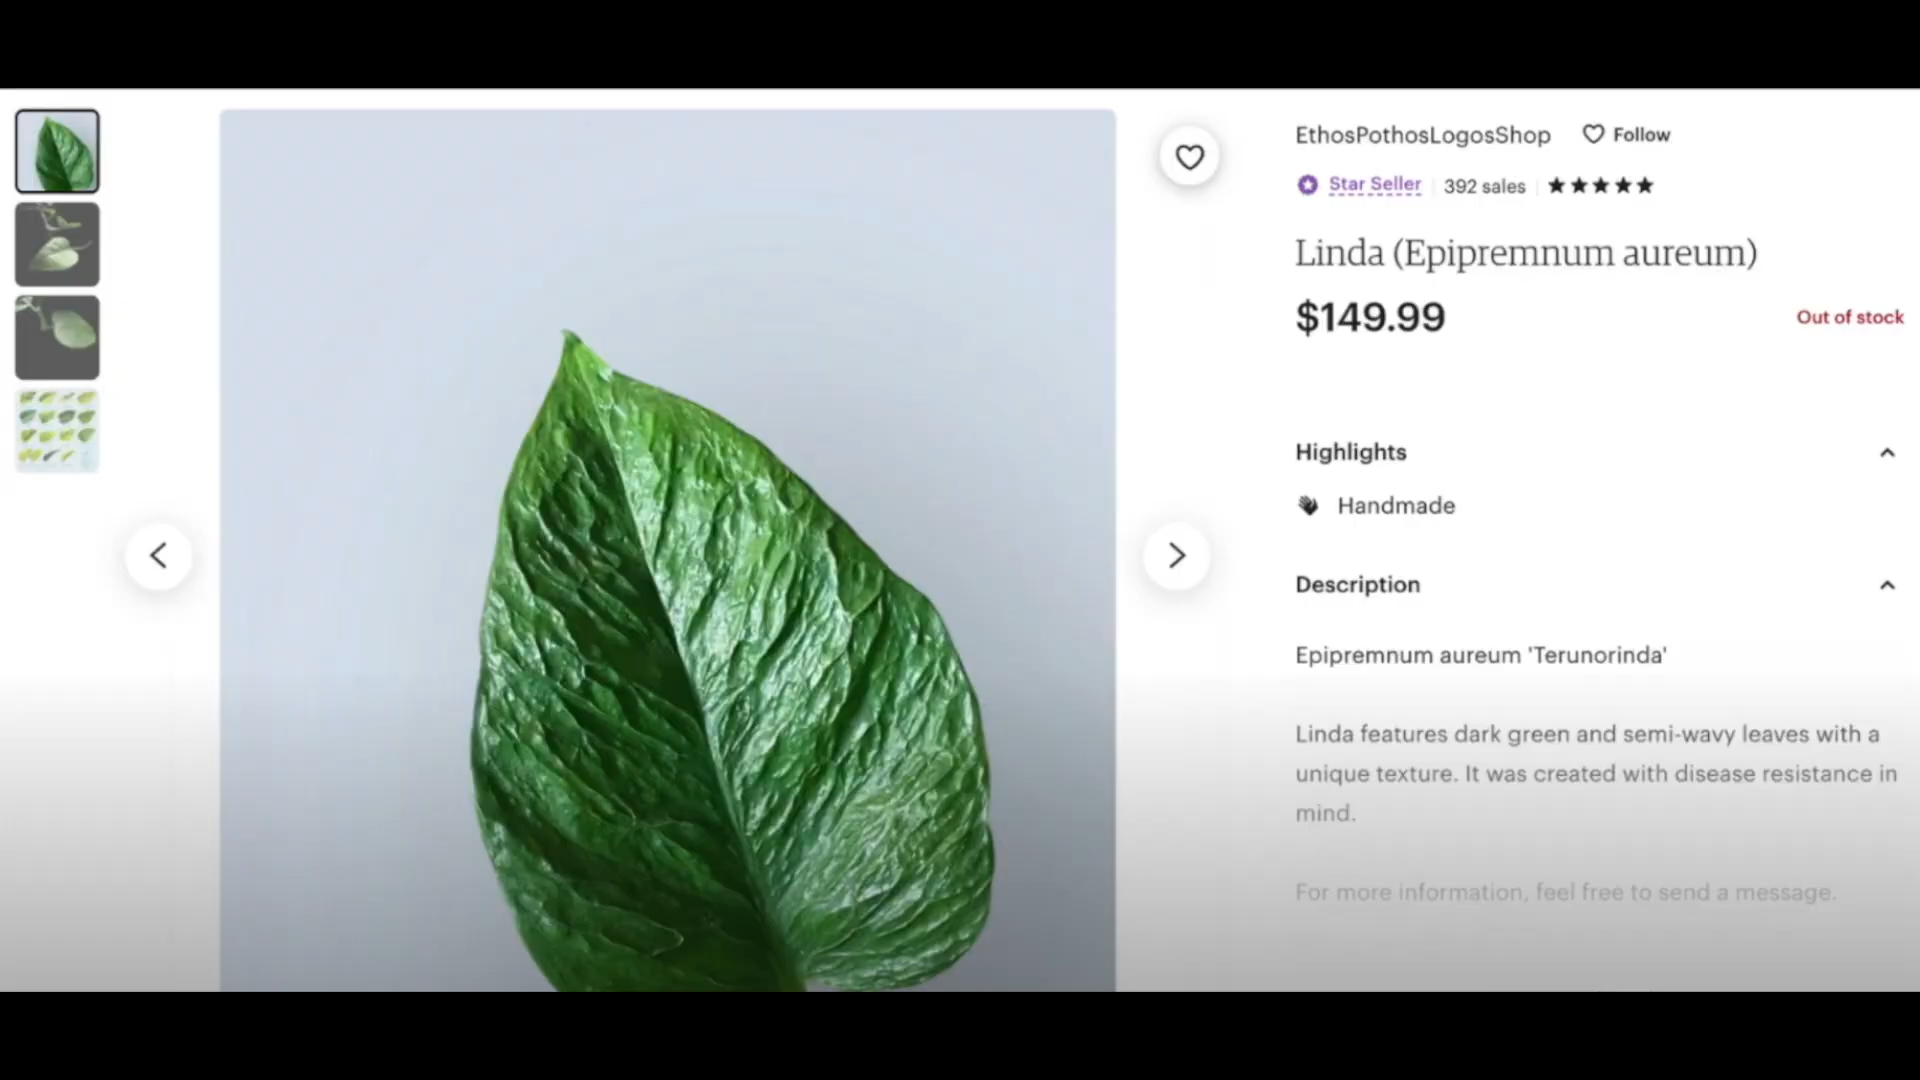 EthosPothosLogosShop Follow
Star Seller 392 sales
Linda (Epipremnum aureum)
$149.99 Out of stock
Highlights
Handmade
Description
Epipremnum aureum 'Terunorinda'
Linda features dark green and semi-wavy leaves with a
unique texture. It was created with disease resistance in
mind.
For more information, feel free to send a message.